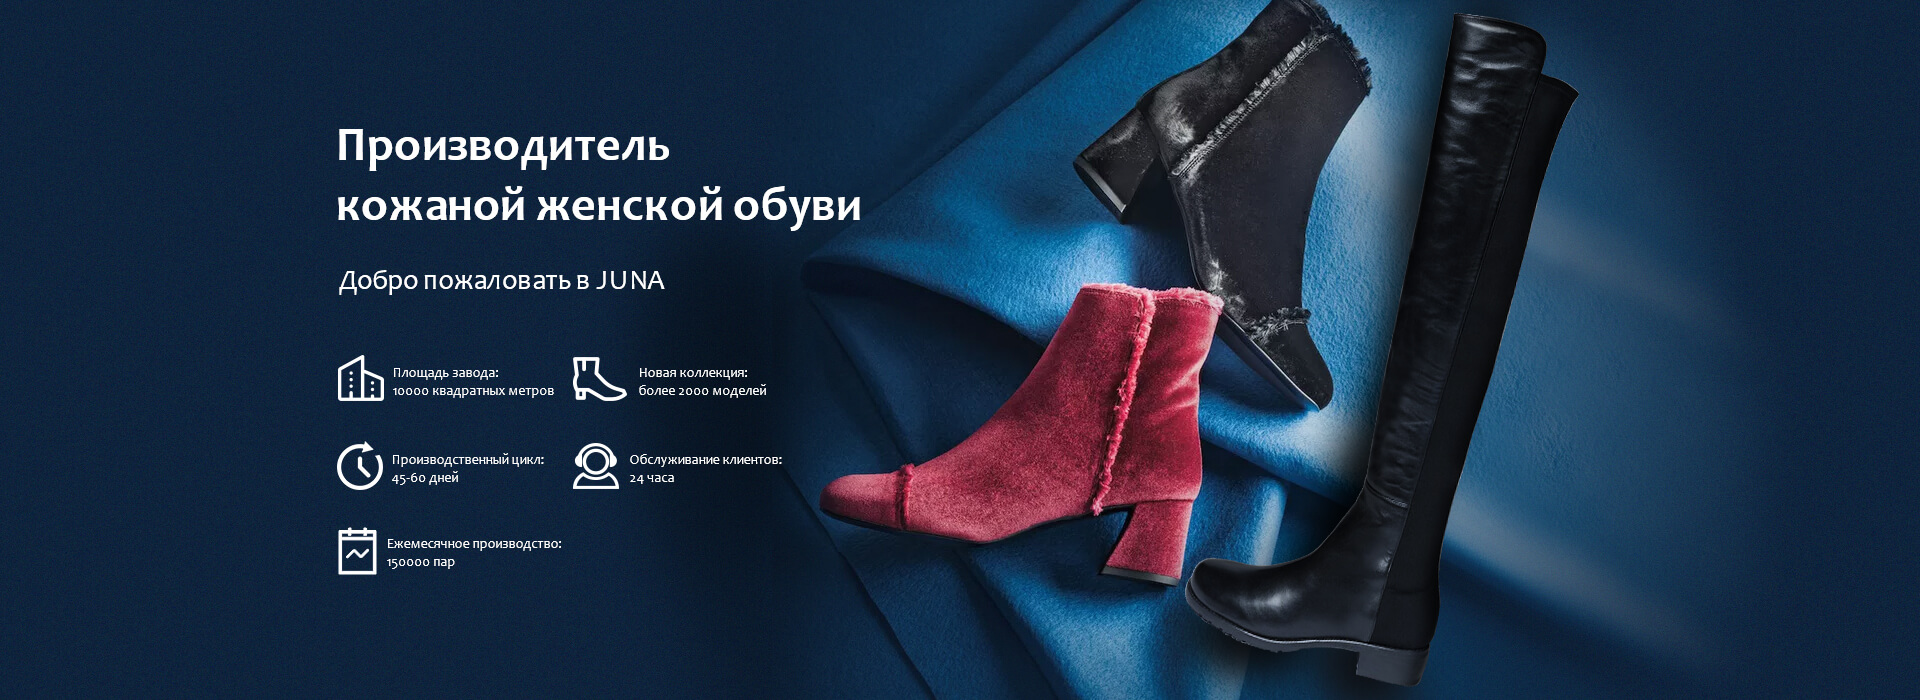 Производитель
кожаной женской обуви
Добро пожаловать в JUNA
Площадь завода:
10000 квадратных метров
Новая коллекция:
более 2000 моделей
Производственный цикл:
45-60 дней
Обслуживание клиентов:
24 часа
Ежемесячное производство:
150000 пар